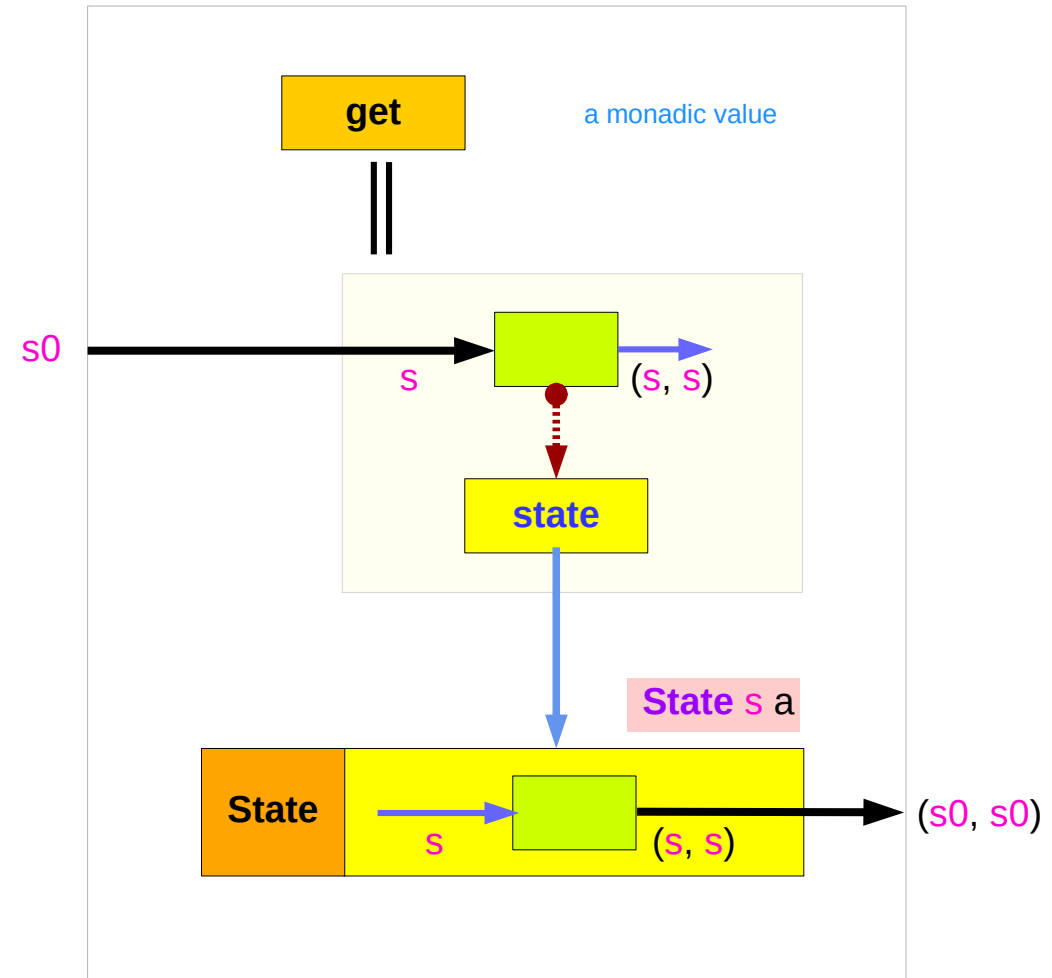 get
a monadic value
s0
s
(s, s)
state
State s a
State
s
(s, s)
(s0, s0)